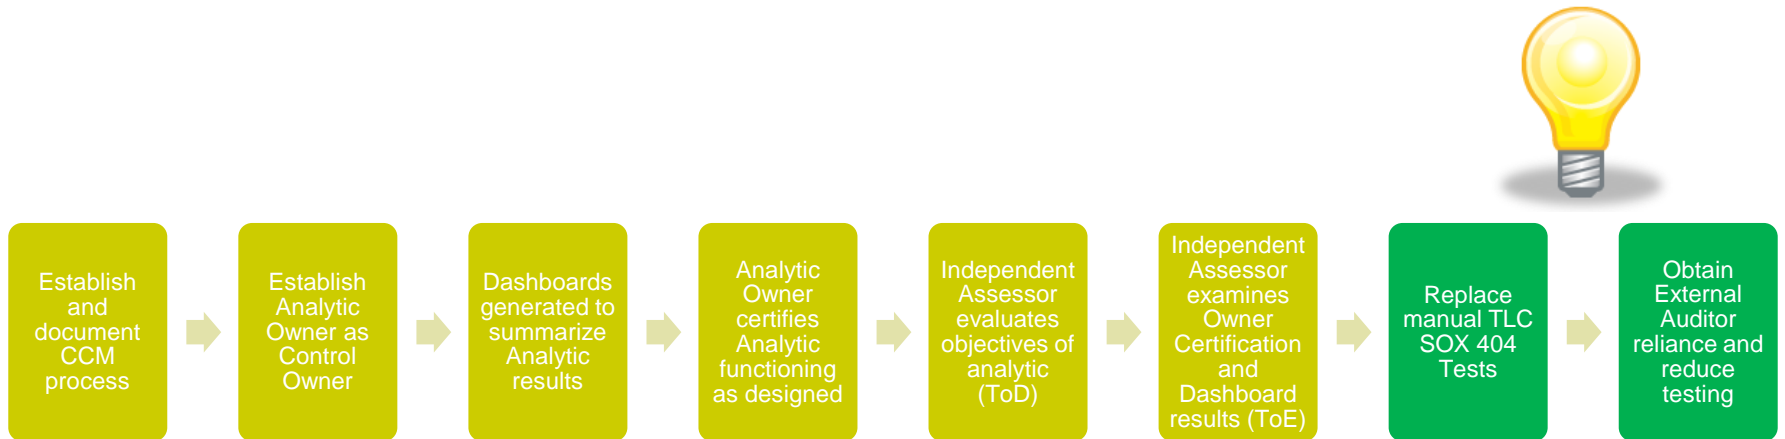 Establish
and
document
CCM
process
Establish
Analytic
Owner as
Control
Owner
Dashboards
generated to
summarize
Analytic
results
Analytic
Owner
certifies
Analytic
functioning
as designed
Independent
Assessor
evaluates
objectives of
analytic
(ToD)
Independent
Assessor
examines
Owner
Certification
and
Dashboard
results (ToE)
Replace
manual TLC
SOX 404
Tests
Obtain
External
Auditor
reliance and
reduce
testing